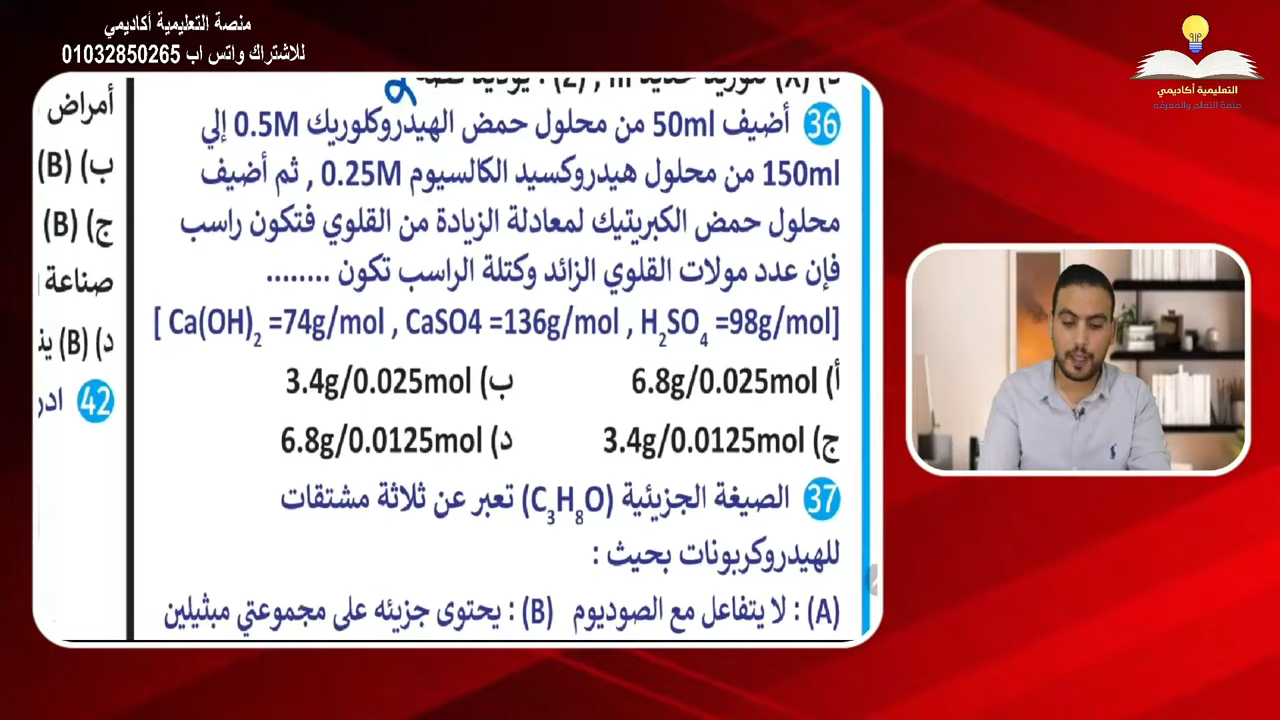 منصة التعليمية أكاديمي
للاشتراك واتس اب 01032850265
التعليمية أكاديمي
منصة التعلم والمعرفه
36 أضيف 50ml من محلول حمض الهيدروكلوريك 0.5M إلي
150ml من محلول هيدروكسيد الكالسيوم 0.25M , ثم أضيف
محلول حمض الكبريتيك لمعادلة الزيادة من القلوي فتكون راسب
فإن عدد مولات القلوي الزائد وكتلة الراسب تكون ........
[ Ca(OH)₂ =74g/mol , CaSO4 =136g/mol , H₂SO₄ =98g/mol]
أ) 6.8g/0.025mol ب) 3.4g/0.025mol
ج) 3.4g/0.0125mol د) 6.8g/0.0125mol
37 الصيغة الجزيئية (C₃H₈O) تعبر عن ثلاثة مشتقات
للهيدروكربونات بحيث :
(A) : لا يتفاعل مع الصوديوم (B) : يحتوى جزيئه على مجموعتي ميثيلين
أمراض
ب) (B)
ج) (B)
صناعة
د) (B)
42